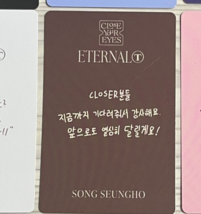 CLOSE
YOUR
EYES
ETERNALⓉ
CLOSER분들
지금까지 기다려줘서 감사해요
앞으로도 열심히 달릴게요!
SONG SEUNGHO